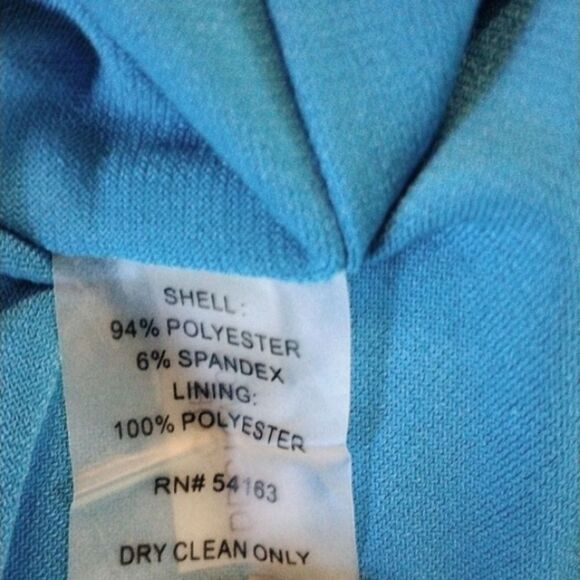 SHELL:
94% POLYESTER
6% SPANDEX
LINING:
100% POLYESTER
RN# 54163
DRY CLEAN ONLY